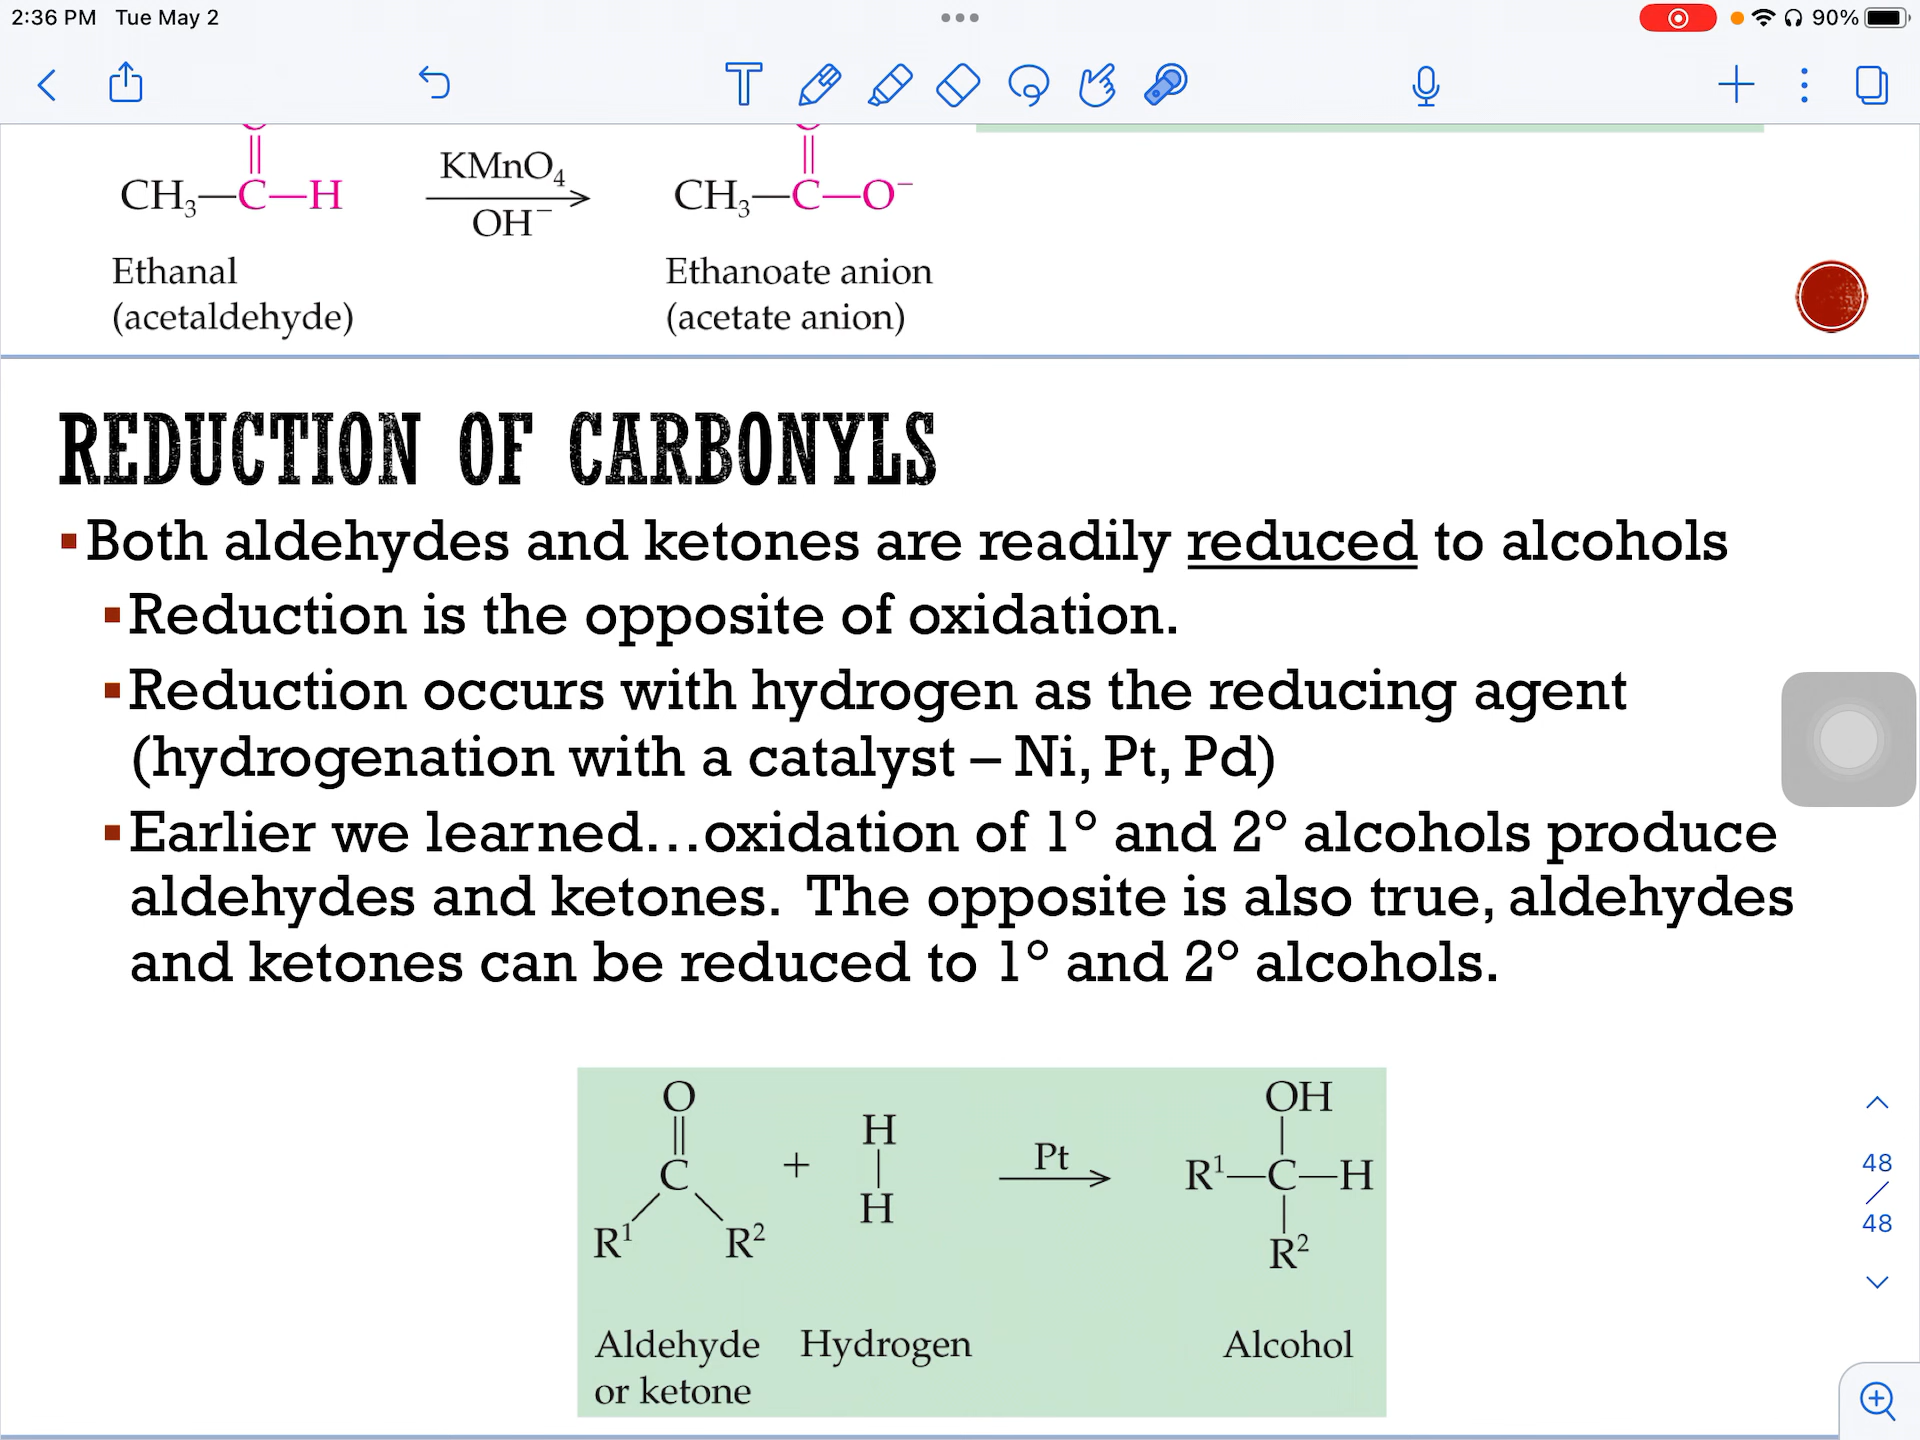 2:36 PM Tue May 2
90%
KMnO₄
CH₃—C—H
CH₃—C—O⁻
OH⁻
Ethanal
(acetaldehyde)
Ethanoate anion
(acetate anion)
REDUCTION OF CARBONYLS
▪Both aldehydes and ketones are readily reduced to alcohols
▪Reduction is the opposite of oxidation.
▪Reduction occurs with hydrogen as the reducing agent
(hydrogenation with a catalyst – Ni, Pt, Pd)
▪Earlier we learned...oxidation of 1° and 2° alcohols produce
aldehydes and ketones. The opposite is also true, aldehydes
and ketones can be reduced to 1° and 2° alcohols.
O
C
R¹ R²
+
H
H
Pt
OH
R¹—C—H
R²
Aldehyde
or ketone
Hydrogen
Alcohol
48
/
48